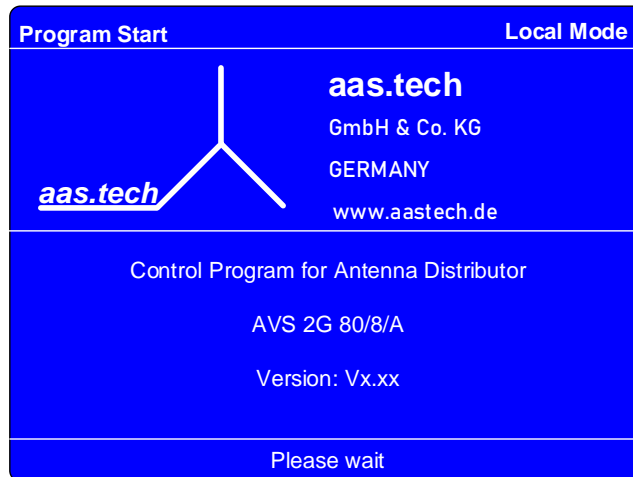 Program Start
Local Mode
aas.tech
GmbH & Co. KG
GERMANY
aas.tech
www.aastech.de
Control Program for Antenna Distributor
AVS 2G 80/8/A
Version: Vx.xx
Please wait